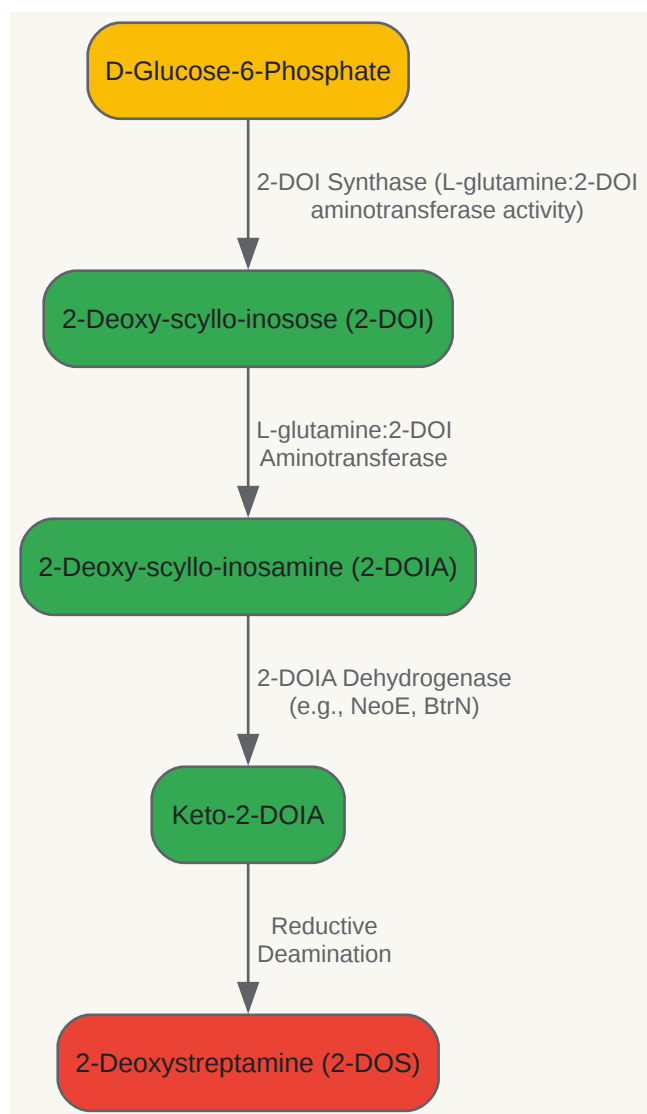 D-Glucose-6-Phosphate
2-DOI Synthase (L-glutamine:2-DOI
aminotransferase activity)
2-Deoxy-scyllo-inosose (2-DOI)
L-glutamine:2-DOI
Aminotransferase
2-Deoxy-scyllo-inosamine (2-DOIA)
2-DOIA Dehydrogenase
(e.g., NeoE, BtrN)
Keto-2-DOIA
Reductive
Deamination
2-Deoxystreptamine (2-DOS)